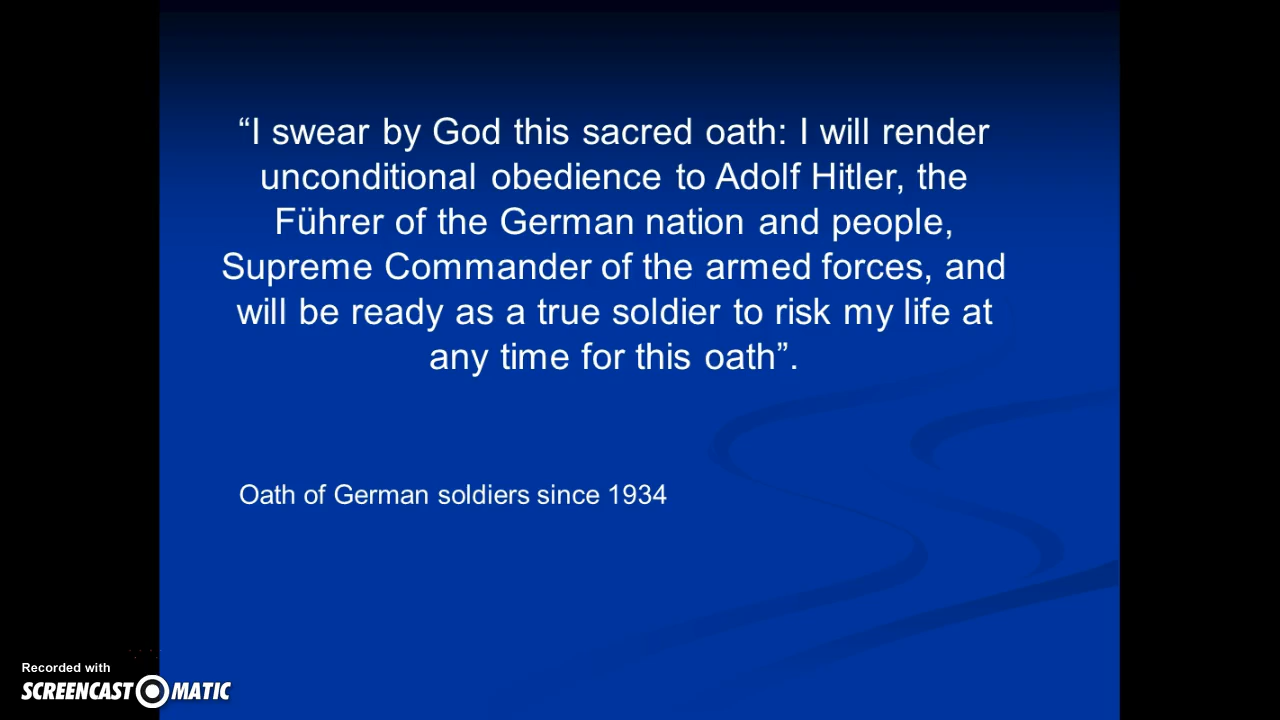 “I swear by God this sacred oath: I will render
unconditional obedience to Adolf Hitler, the
Führer of the German nation and people,
Supreme Commander of the armed forces, and
will be ready as a true soldier to risk my life at
any time for this oath”.
Oath of German soldiers since 1934
Recorded with
SCREENCAST MATIC